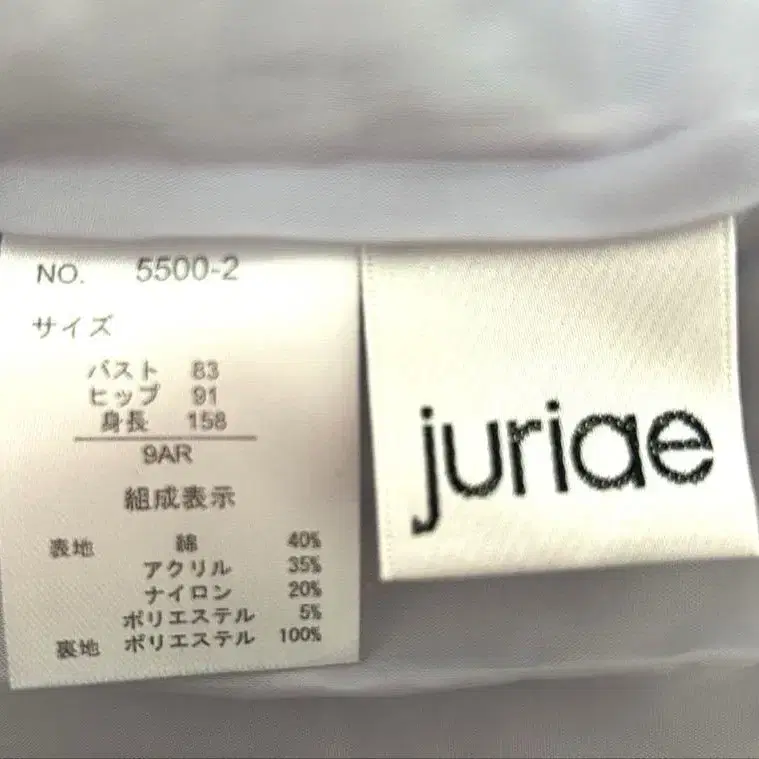 NO. 5500-2
サイズ
バスト 83
ヒップ 91
身長 158
9AR
組成表示
表地 綿 40%
アクリル 35%
ナイロン 20%
ポリエステル 5%
裏地 ポリエステル 100%
juriae